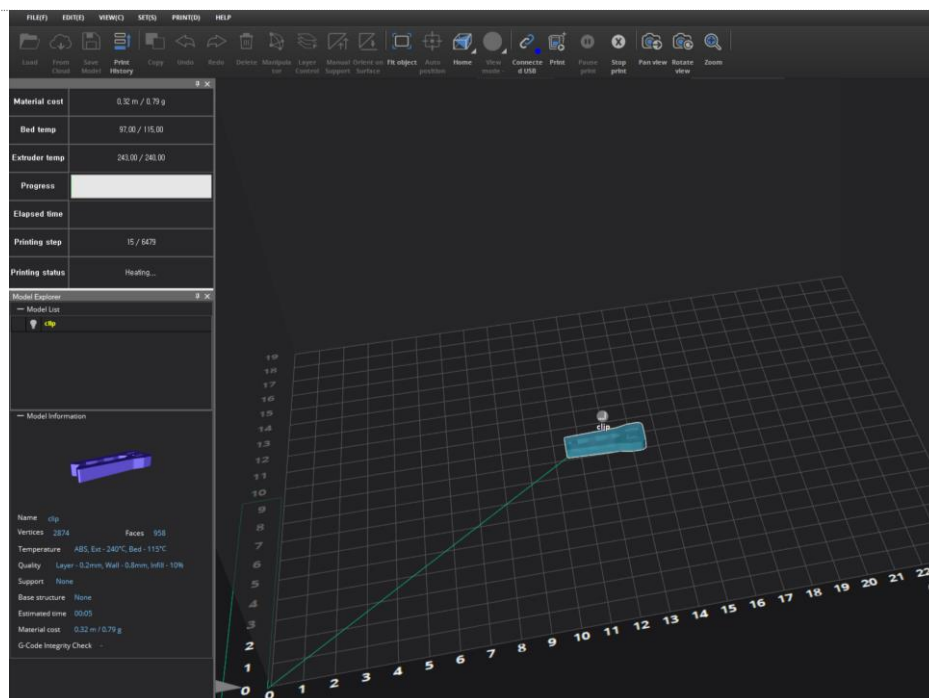 FILE(F) EDIT(E) VIEW(C) SET(S) PRINT(D) HELP
Load From Cloud Save Model Print History Copy Undo Redo Delete Manipula tor Layer Control Manual Support Orient on Surface Fit object Auto position Home View mode Connecte d USB Print Pause print Stop print Pan view Rotate view Zoom
Material cost 0.32 m / 0.79 g
Bed temp 97.00 / 115.00
Extruder temp 243.00 / 240.00
Progress
Elapsed time
Printing step 15 / 6479
Printing status Heating...
Model Explorer
Model List
clip
Model Information
Name clip
Vertices 2874 Faces 958
Temperature ABS, Ext - 240℃, Bed - 115℃
Quality Layer - 0.2mm, Wall - 0.8mm, Infill - 10%
Support None
Base structure None
Estimated time 00:05
Material cost 0.32 m / 0.79 g
G-Code Integrity Check -
clip
19
18
17
16
15
14
13
12
11
10
9
8
7
6
5
4
3
2
1
0
0 1 2 3 4 5 6 7 8 9 10 11 12 13 14 15 16 17 18 19 20 21 22